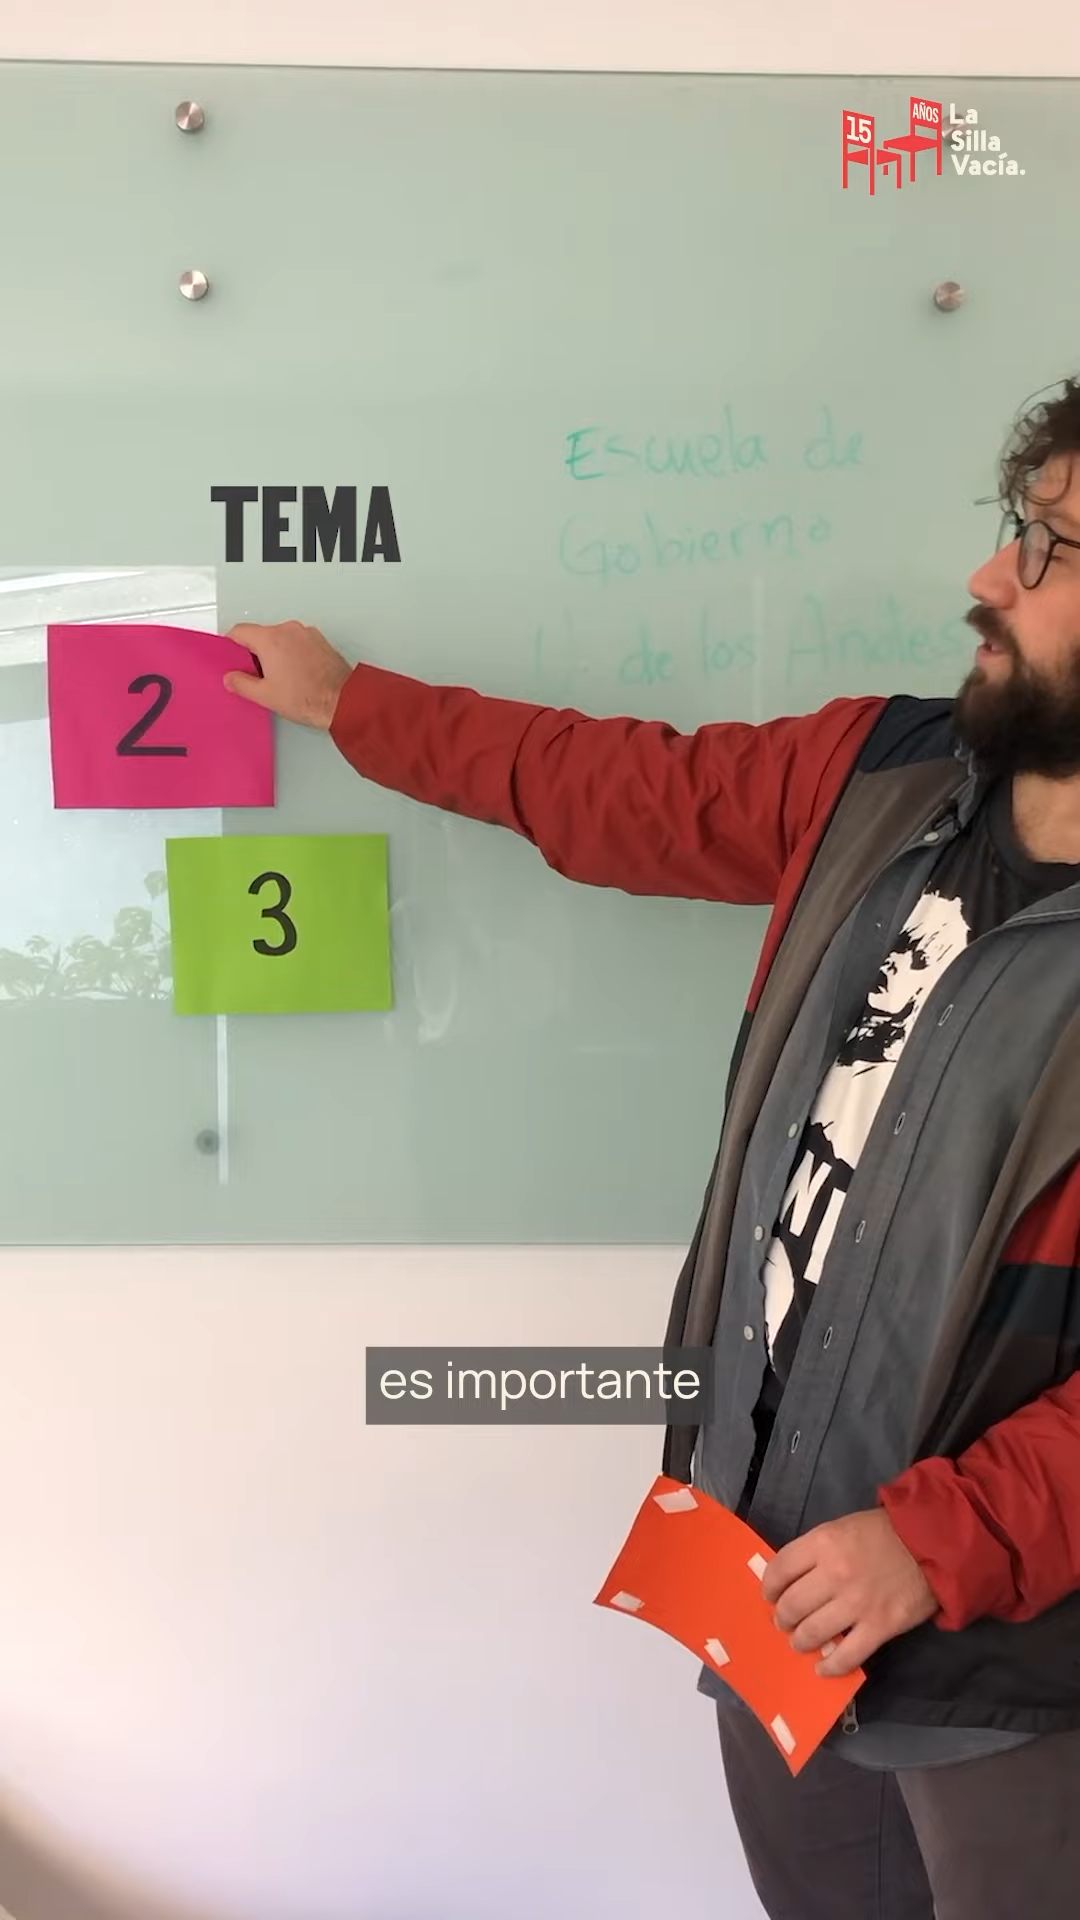 15 AÑOS
La
Silla
Vacía.
Escuela de
Gobierno
U. de los Andes
TEMA
2
3
es importante